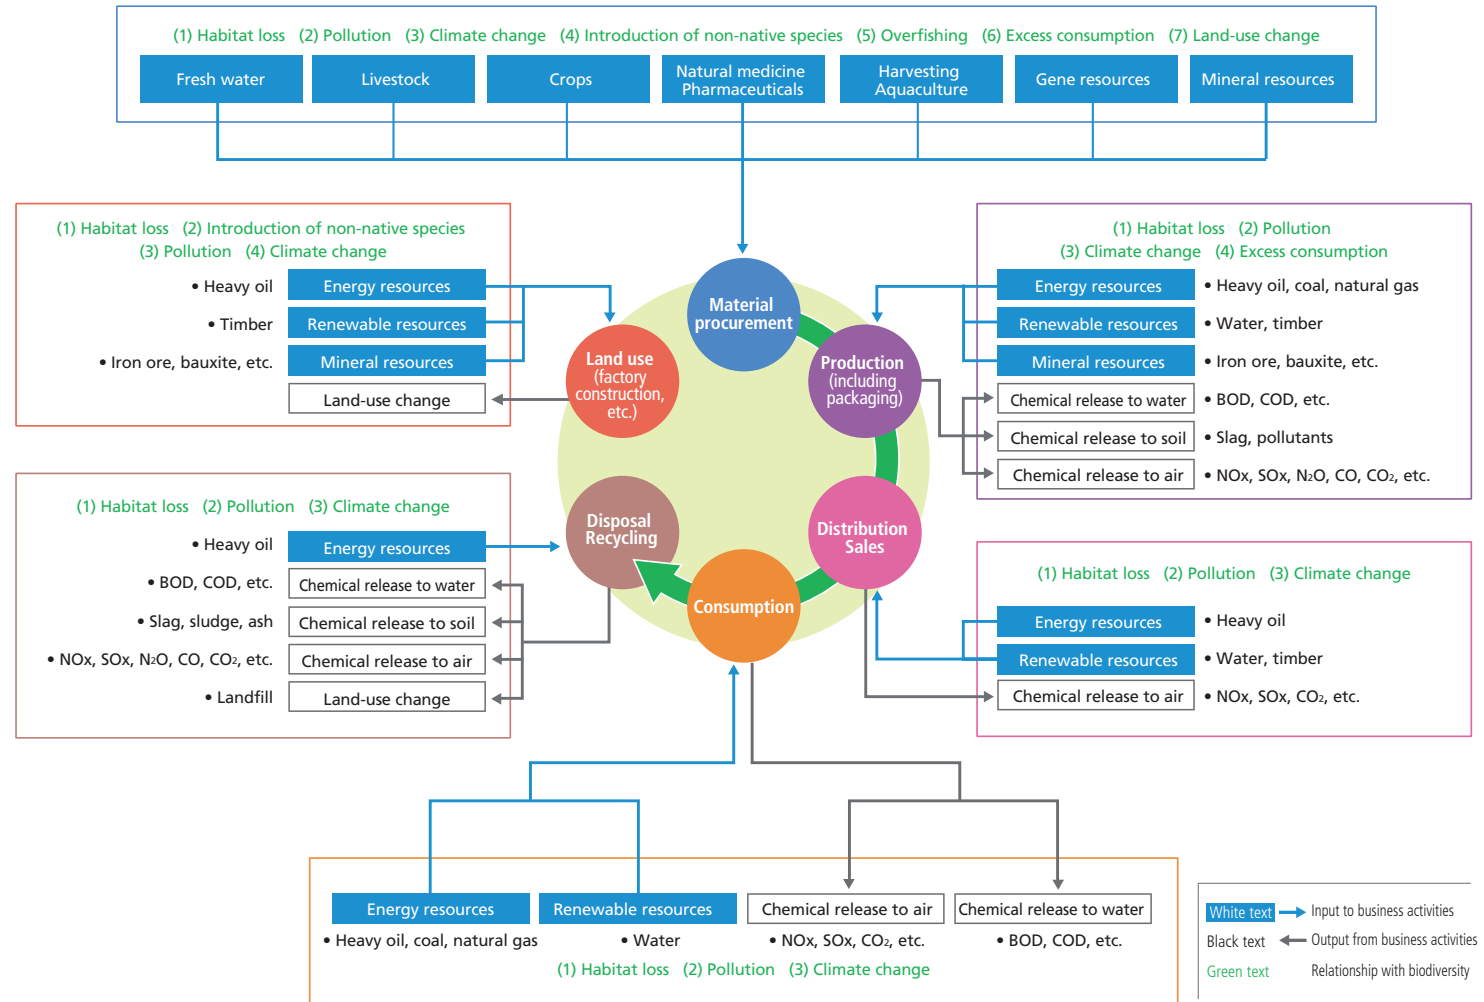 (1) Habitat loss (2) Pollution (3) Climate change (4) Introduction of non-native species (5) Overfishing (6) Excess consumption (7) Land-use change
Fresh water
Livestock
Crops
Natural medicine
Pharmaceuticals
Harvesting
Aquaculture
Gene resources
Mineral resources
(1) Habitat loss (2) Introduction of non-native species
(3) Pollution (4) Climate change
• Heavy oil
Energy resources
• Timber
Renewable resources
• Iron ore, bauxite, etc.
Mineral resources
Land-use change
Material
procurement
Land use
(factory
construction,
etc.)
Production
(including
packaging)
Disposal
Recycling
Distribution
Sales
Consumption
(1) Habitat loss (2) Pollution
(3) Climate change (4) Excess consumption
Energy resources
• Heavy oil, coal, natural gas
Renewable resources
• Water, timber
Mineral resources
• Iron ore, bauxite, etc.
Chemical release to water
• BOD, COD, etc.
Chemical release to soil
• Slag, pollutants
Chemical release to air
• NOx, SOx, N2O, CO, CO2, etc.
(1) Habitat loss (2) Pollution (3) Climate change
• Heavy oil
Energy resources
• BOD, COD, etc.
Chemical release to water
• Slag, sludge, ash
Chemical release to soil
• NOx, SOx, N2O, CO, CO2, etc.
Chemical release to air
• Landfill
Land-use change
(1) Habitat loss (2) Pollution (3) Climate change
Energy resources
• Heavy oil
Renewable resources
• Water, timber
Chemical release to air
• NOx, SOx, CO2, etc.
Energy resources
Renewable resources
Chemical release to air
Chemical release to water
• Heavy oil, coal, natural gas
• Water
• NOx, SOx, CO2, etc.
• BOD, COD, etc.
(1) Habitat loss (2) Pollution (3) Climate change
White text
Input to business activities
Black text
Output from business activities
Green text
Relationship with biodiversity